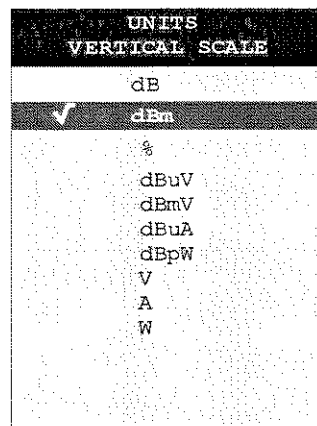 UNITS
VERTICAL SCALE
dB
dBm
%
dBuV
dBmV
dBuA
dBpW
V
A
W